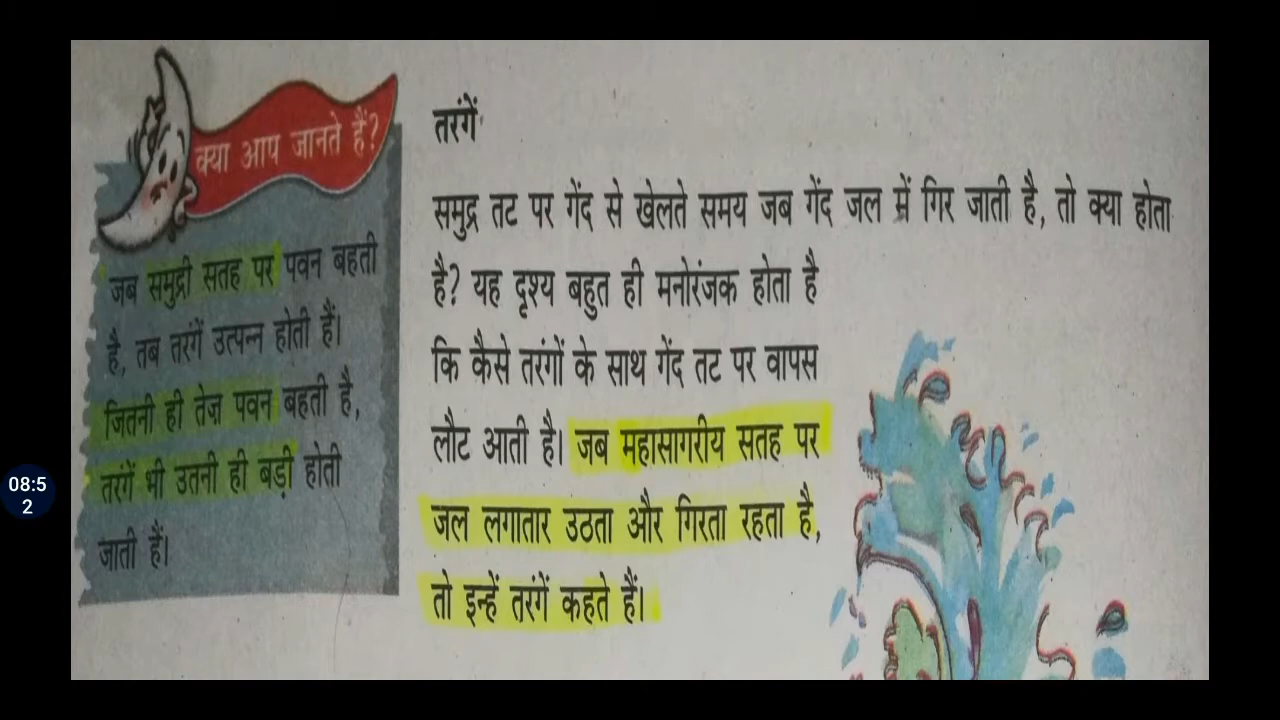 क्या आप जानते हैं?
जब समुद्री सतह पर पवन बहती
है, तब तरंगें उत्पन्न होती हैं।
जितनी ही तेज़ पवन बहती है,
तरंगें भी उतनी ही बड़ी होती
जाती हैं।
तरंगें
समुद्र तट पर गेंद से खेलते समय जब गेंद जल में गिर जाती है, तो क्या होता
है? यह दृश्य बहुत ही मनोरंजक होता है
कि कैसे तरंगों के साथ गेंद तट पर वापस
लौट आती है। जब महासागरीय सतह पर
जल लगातार उठता और गिरता रहता है,
तो इन्हें तरंगें कहते हैं।
08:5
2